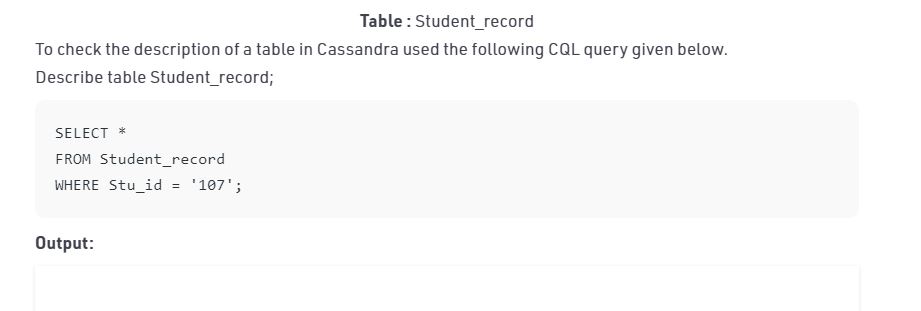 Table : Student_record
To check the description of a table in Cassandra used the following CQL query given below.
Describe table Student_record;
SELECT *
FROM Student_record
WHERE Stu_id = '107';
Output: